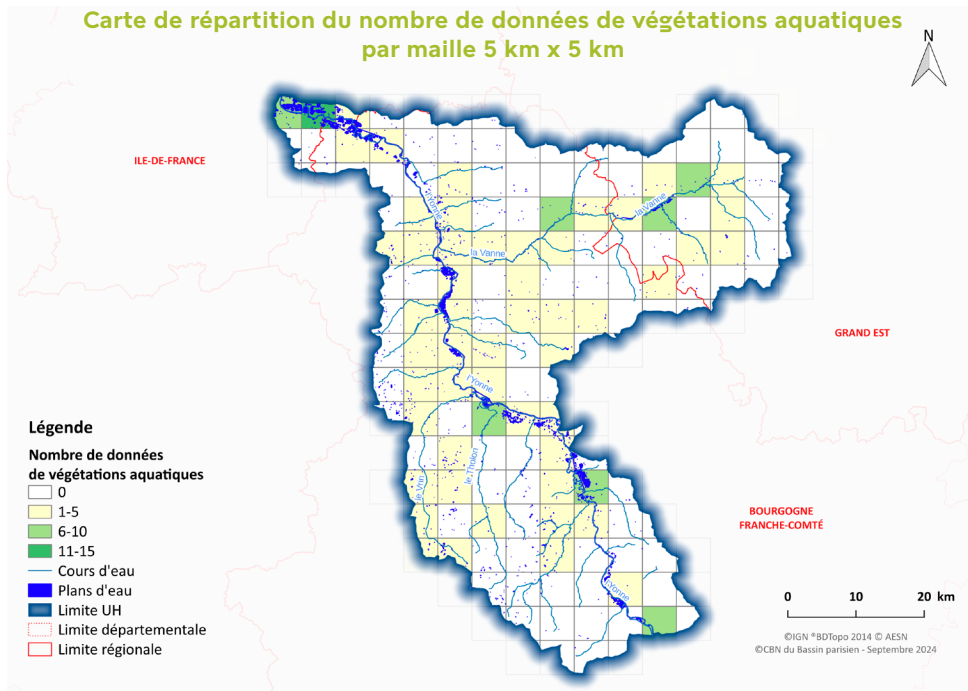 Carte de répartition du nombre de données de végétations aquatiques
par maille 5 km x 5 km
N
ILE-DE-FRANCE
l'Yonne
la Vanne
la Vanne
GRAND EST
l'Yonne
le Tholon
le Vrin
BOURGOGNE
FRANCHE-COMTÉ
l'Yonne
Légende
Nombre de données
de végétations aquatiques
0
1-5
6-10
11-15
Cours d'eau
Plans d'eau
Limite UH
Limite départementale
Limite régionale
0 10 20 km
©IGN ®BDTopo 2014 © AESN
©CBN du Bassin parisien - Septembre 2024